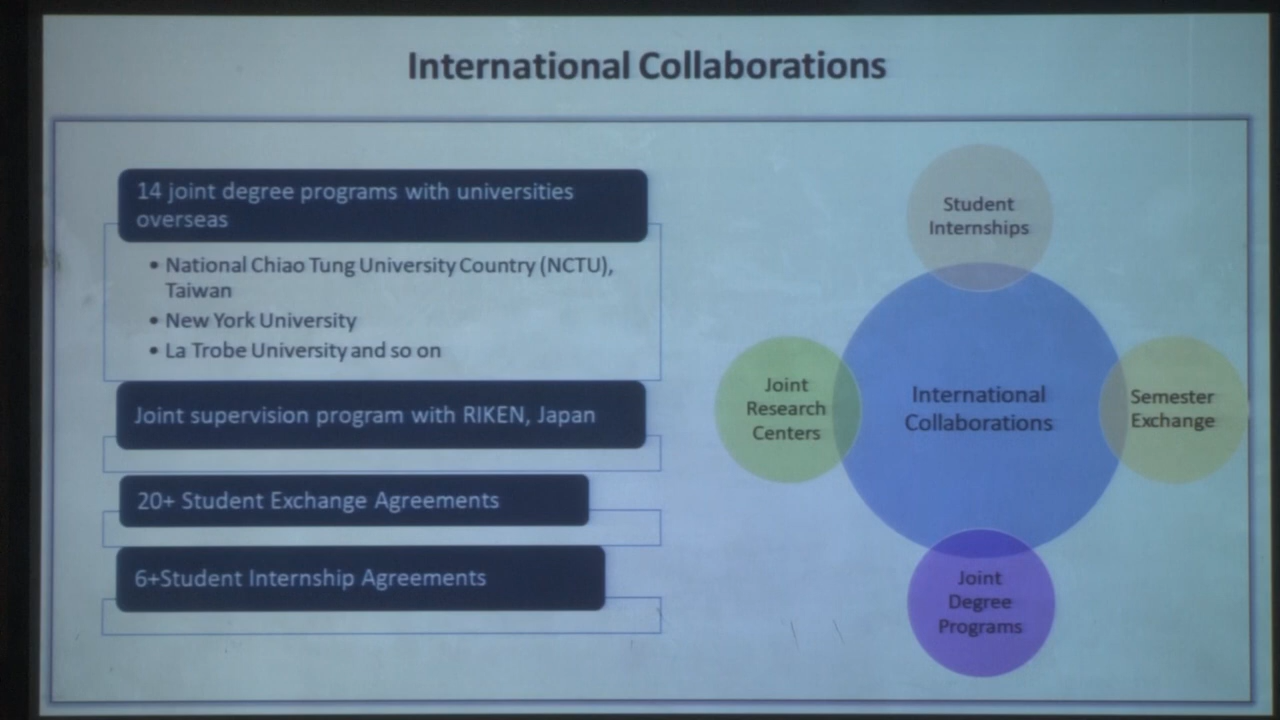 International Collaborations
14 joint degree programs with universities
overseas
• National Chiao Tung University Country (NCTU),
Taiwan
• New York University
• La Trobe University and so on
Joint supervision program with RIKEN, Japan
20+ Student Exchange Agreements
6+Student Internship Agreements
Student
Internships
Joint
Research
Centers
International
Collaborations
Semester
Exchange
Joint
Degree
Programs